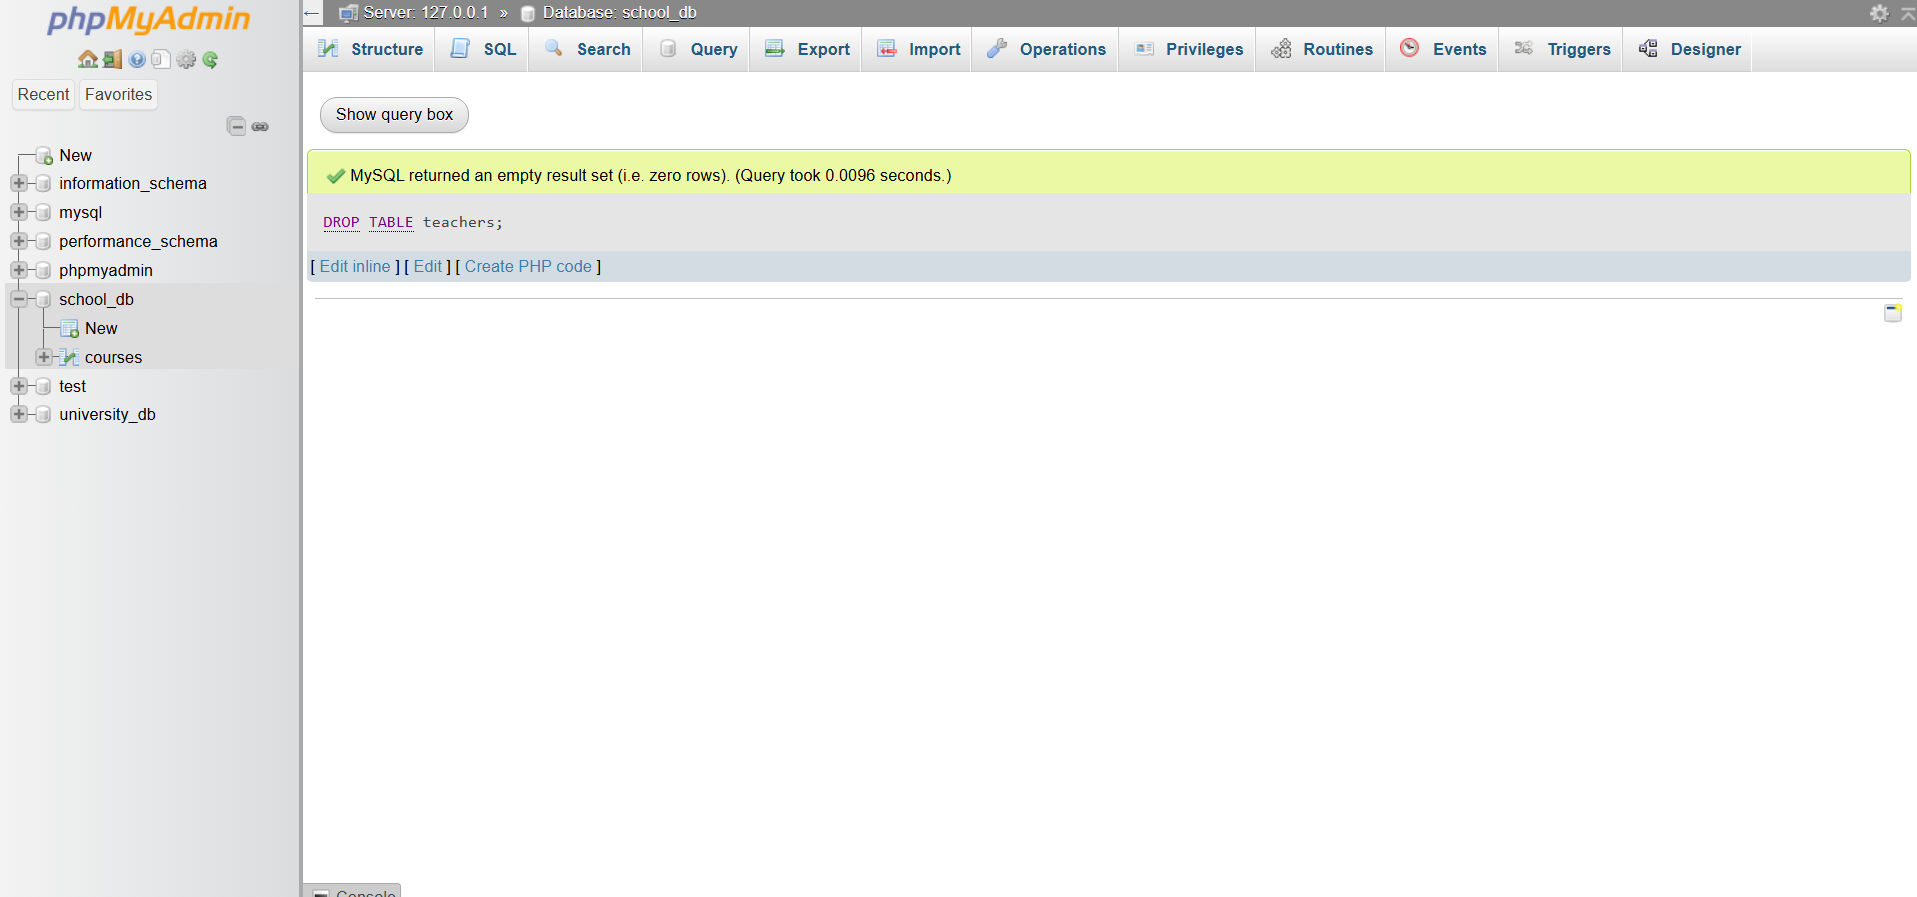 phpMyAdmin
Recent Favorites
New
information_schema
mysql
performance_schema
phpmyadmin
school_db
New
courses
test
university_db
Server: 127.0.0.1 » Database: school_db
Structure SQL Search Query Export Import Operations Privileges Routines Events Triggers Designer
Show query box
MySQL returned an empty result set (i.e. zero rows). (Query took 0.0096 seconds.)
DROP TABLE teachers;
[ Edit inline ] [ Edit ] [ Create PHP code ]
Console